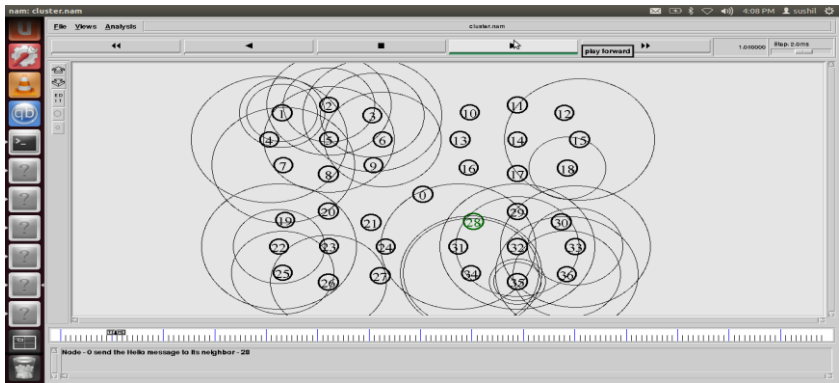 nam: cluster.nam
4:08 PM sushil
File Views Analysis
cluster.nam
play forward
1.010000
Step: 2.0ms
1 2 3
4 5 6
7 8 9
10 11 12
13 14 15
16 17 18
0
19 20 21
22 23 24
25 26 27
28 29 30
31 32 33
34 35 36
Node - 0 send the Hello message to its neighbor - 28